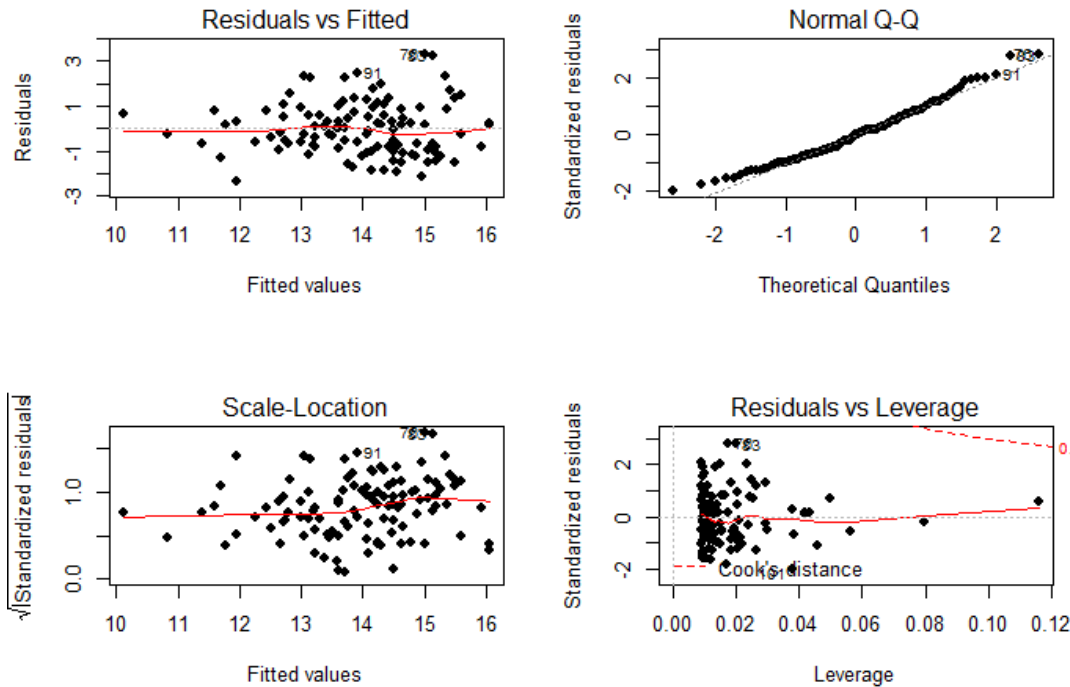 Residuals vs Fitted
Residuals
3
1
-1
-3
91
10 11 12 13 14 15 16
Fitted values
Normal Q-Q
Standardized residuals
2
0
-2
83
91
-2 -1 0 1 2
Theoretical Quantiles
Scale-Location
√|Standardized residuals|
1.0
0.0
91
10 11 12 13 14 15 16
Fitted values
Residuals vs Leverage
Standardized residuals
2
0
-2
83
0
Cook's distance
0.00 0.02 0.04 0.06 0.08 0.10 0.12
Leverage